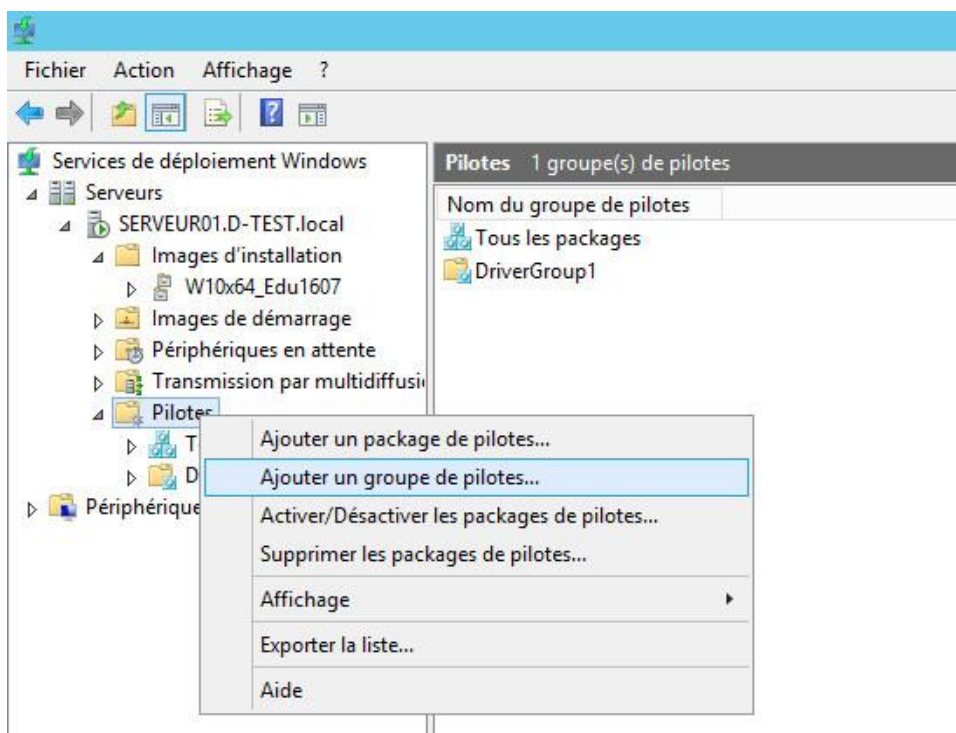 Fichier Action Affichage ?
Services de déploiement Windows
Serveurs
SERVEUR01.D-TEST.local
Images d'installation
W10x64_Edu1607
Images de démarrage
Périphériques en attente
Transmission par multidiffusi
Pilotes
T
D
Périphérique
Pilotes 1 groupe(s) de pilotes
Nom du groupe de pilotes
Tous les packages
DriverGroup1
Ajouter un package de pilotes...
Ajouter un groupe de pilotes...
Activer/Désactiver les packages de pilotes...
Supprimer les packages de pilotes...
Affichage
Exporter la liste...
Aide